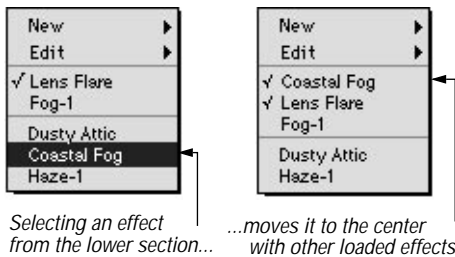 New
Edit
√ Lens Flare
Fog-1
Dusty Attic
Coastal Fog
Haze-1
Selecting an effect
from the lower section...
New
Edit
√ Coastal Fog
√ Lens Flare
Fog-1
Dusty Attic
Haze-1
...moves it to the center
with other loaded effects